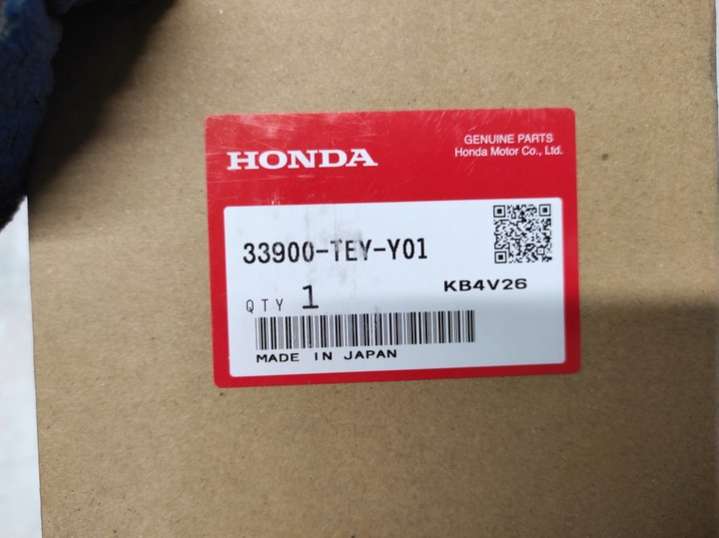 HONDA
GENUINE PARTS
Honda Motor Co., Ltd.
33900-TEY-Y01
KB4V26
QTY 1
MADE IN JAPAN